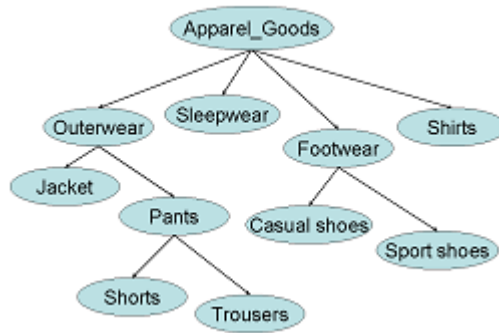 Apparel_Goods
Outerwear
Sleepwear
Footwear
Shirts
Jacket
Pants
Casual shoes
Sport shoes
Shorts
Trousers